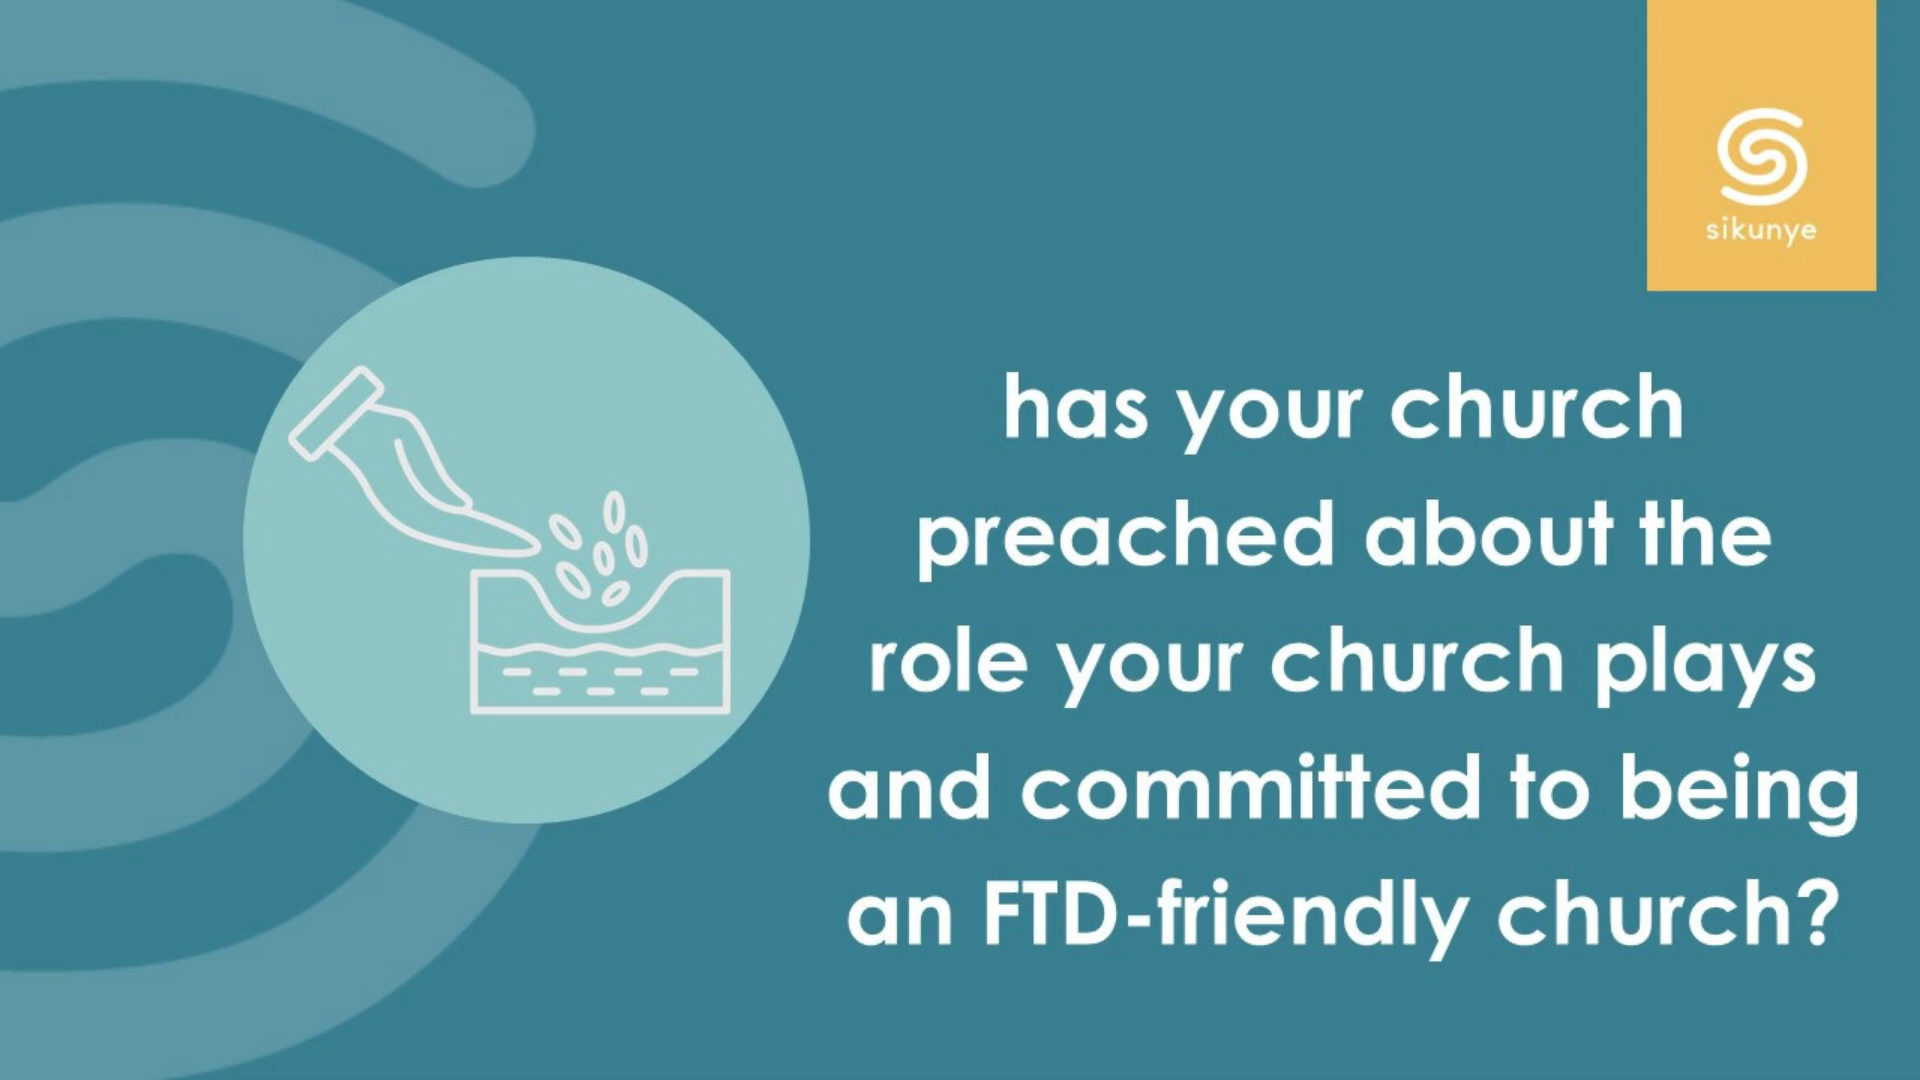 sikunye
has your church
preached about the
role your church plays
and committed to being
an FTD-friendly church?